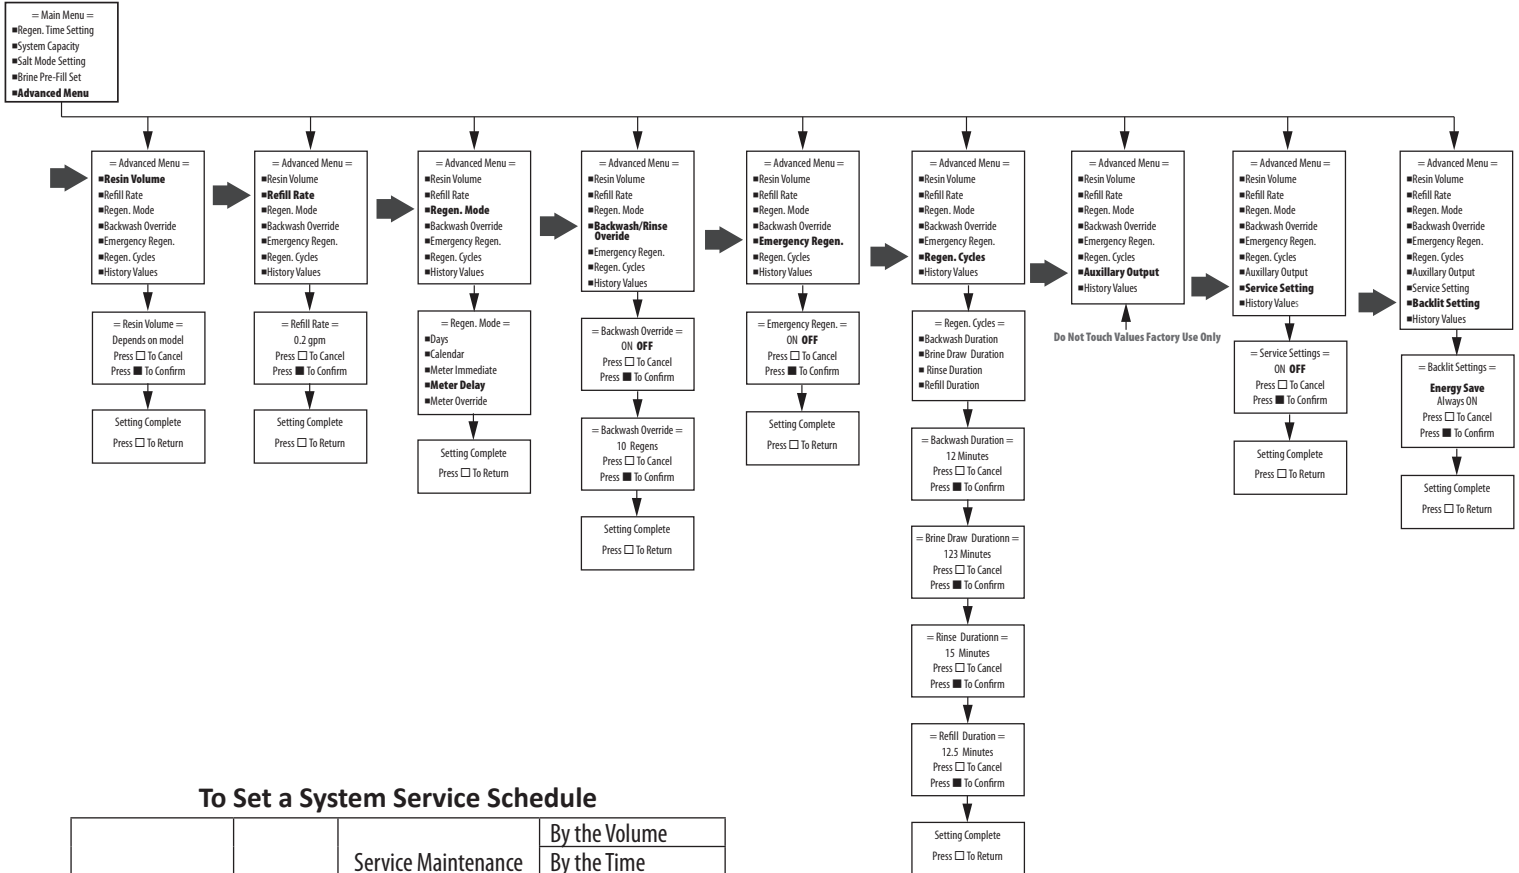 = Main Menu =
■Regen. Time Setting
■System Capacity
■Salt Mode Setting
■Brine Pre-Fill Set
■Advanced Menu
= Advanced Menu =
■Resin Volume
■Refill Rate
■Regen. Mode
■Backwash Override
■Emergency Regen.
■Regen. Cycles
■History Values
= Resin Volume =
Depends on model
Press □ To Cancel
Press ■ To Confirm
Setting Complete
Press □ To Return
= Advanced Menu =
■Resin Volume
■Refill Rate
■Regen. Mode
■Backwash Override
■Emergency Regen.
■Regen. Cycles
■History Values
= Refill Rate =
0.2 gpm
Press □ To Cancel
Press ■ To Confirm
Setting Complete
Press □ To Return
= Advanced Menu =
■Resin Volume
■Refill Rate
■Regen. Mode
■Backwash Override
■Emergency Regen.
■Regen. Cycles
■History Values
= Regen. Mode =
■Days
■Calendar
■Meter Immediate
■Meter Delay
■Meter Override
Setting Complete
Press □ To Return
= Advanced Menu =
■Resin Volume
■Refill Rate
■Regen. Mode
■Backwash/Rinse
Overide
■Emergency Regen.
■Regen. Cycles
■History Values
= Backwash Override =
ON OFF
Press □ To Cancel
Press ■ To Confirm
= Backwash Override =
10 Regens
Press □ To Cancel
Press ■ To Confirm
Setting Complete
Press □ To Return
= Advanced Menu =
■Resin Volume
■Refill Rate
■Regen. Mode
■Backwash Override
■Emergency Regen.
■Regen. Cycles
■History Values
= Emergency Regen. =
ON OFF
Press □ To Cancel
Press ■ To Confirm
Setting Complete
Press □ To Return
= Advanced Menu =
■Resin Volume
■Refill Rate
■Regen. Mode
■Backwash Override
■Emergency Regen.
■Regen. Cycles
■History Values
= Regen. Cycles =
■Backwash Duration
■Brine Draw Duration
■ Rinse Duration
■Refill Duration
= Backwash Duration =
12 Minutes
Press □ To Cancel
Press ■ To Confirm
= Brine Draw Durationn =
123 Minutes
Press □ To Cancel
Press ■ To Confirm
= Rinse Durationn =
15 Minutes
Press □ To Cancel
Press ■ To Confirm
= Refill Duration =
12.5 Minutes
Press □ To Cancel
Press ■ To Confirm
Setting Complete
Press □ To Return
= Advanced Menu =
■Resin Volume
■Refill Rate
■Regen. Mode
■Backwash Override
■Emergency Regen.
■Regen. Cycles
■Auxillary Output
■History Values
Do Not Touch Values Factory Use Only
= Advanced Menu =
■Resin Volume
■Refill Rate
■Regen. Mode
■Backwash Override
■Emergency Regen.
■Regen. Cycles
■Auxillary Output
■Service Setting
■History Values
= Service Settings =
ON OFF
Press □ To Cancel
Press ■ To Confirm
Setting Complete
Press □ To Return
= Advanced Menu =
■Resin Volume
■Refill Rate
■Regen. Mode
■Backwash Override
■Emergency Regen.
■Regen. Cycles
■Auxillary Output
■Service Setting
■Backlit Setting
■History Values
= Backlit Settings =
Energy Save
Always ON
Press □ To Cancel
Press ■ To Confirm
Setting Complete
Press □ To Return
To Set a System Service Schedule
By the Volume
Service Maintenance By the Time